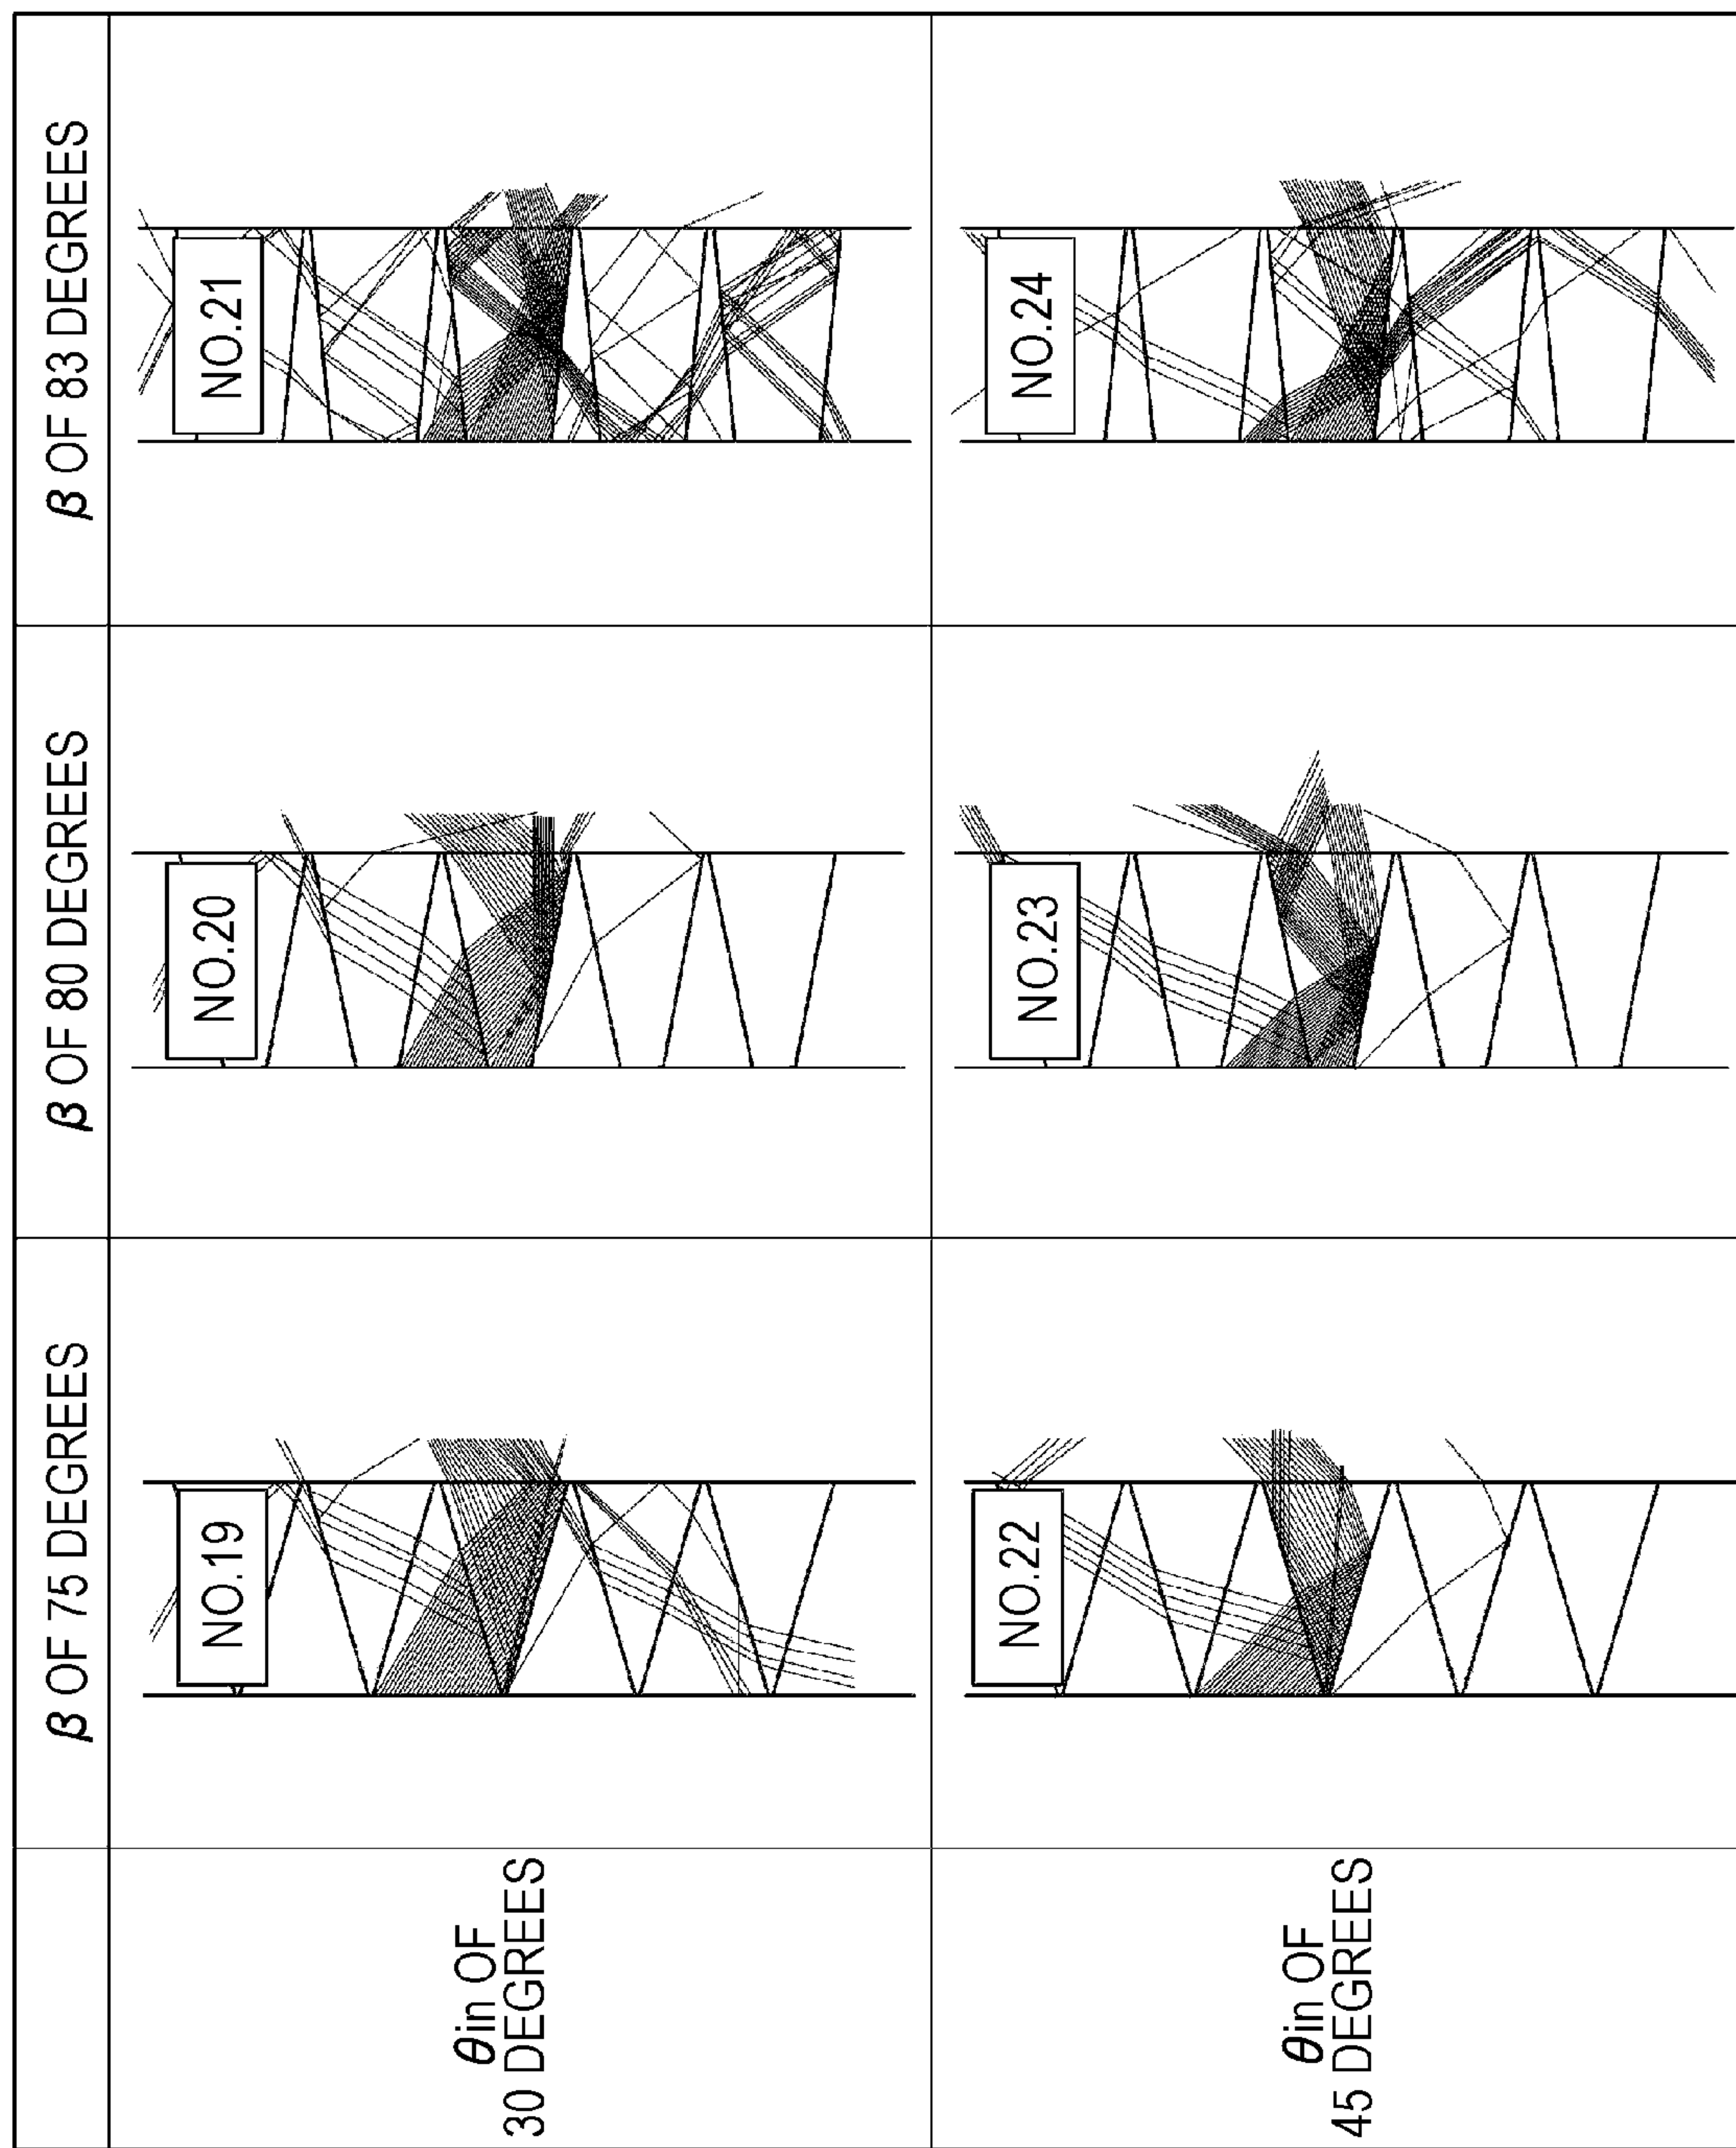 β OF 75 DEGREES
β OF 80 DEGREES
β OF 83 DEGREES
θin OF
30 DEGREES
NO.19
NO.20
NO.21
θin OF
45 DEGREES
NO.22
NO.23
NO.24